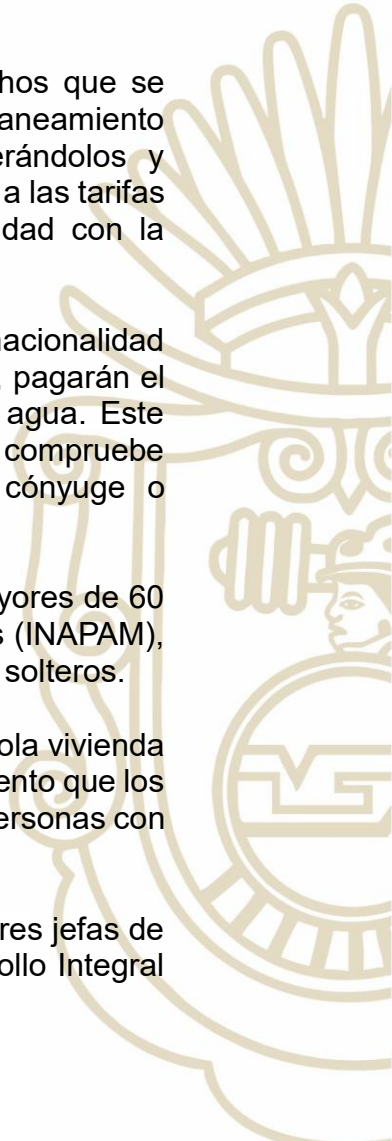 hos que se
aneamiento
erándolos y
a las tarifas
dad con la
nacionalidad
pagarán el
agua. Este
compruebe
cónyuge o
yores de 60
s (INAPAM),
solteros.
ola vivienda
ento que los
ersonas con
res jefas de
ollo Integral